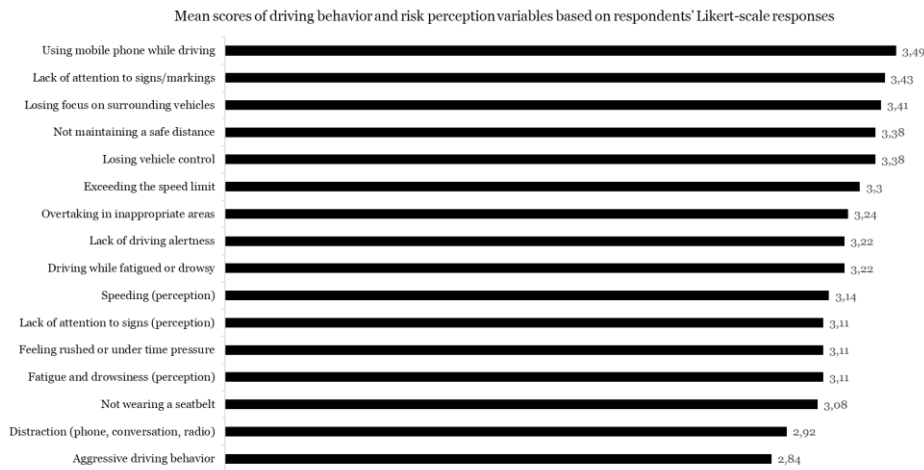 Mean scores of driving behavior and risk perception variables based on respondents' Likert-scale responses
Using mobile phone while driving 3,49
Lack of attention to signs/markings 3,43
Losing focus on surrounding vehicles 3,41
Not maintaining a safe distance 3,38
Losing vehicle control 3,38
Exceeding the speed limit 3,3
Overtaking in inappropriate areas 3,24
Lack of driving alertness 3,22
Driving while fatigued or drowsy 3,22
Speeding (perception) 3,14
Lack of attention to signs (perception) 3,11
Feeling rushed or under time pressure 3,11
Fatigue and drowsiness (perception) 3,11
Not wearing a seatbelt 3,08
Distraction (phone, conversation, radio) 2,92
Aggressive driving behavior 2,84